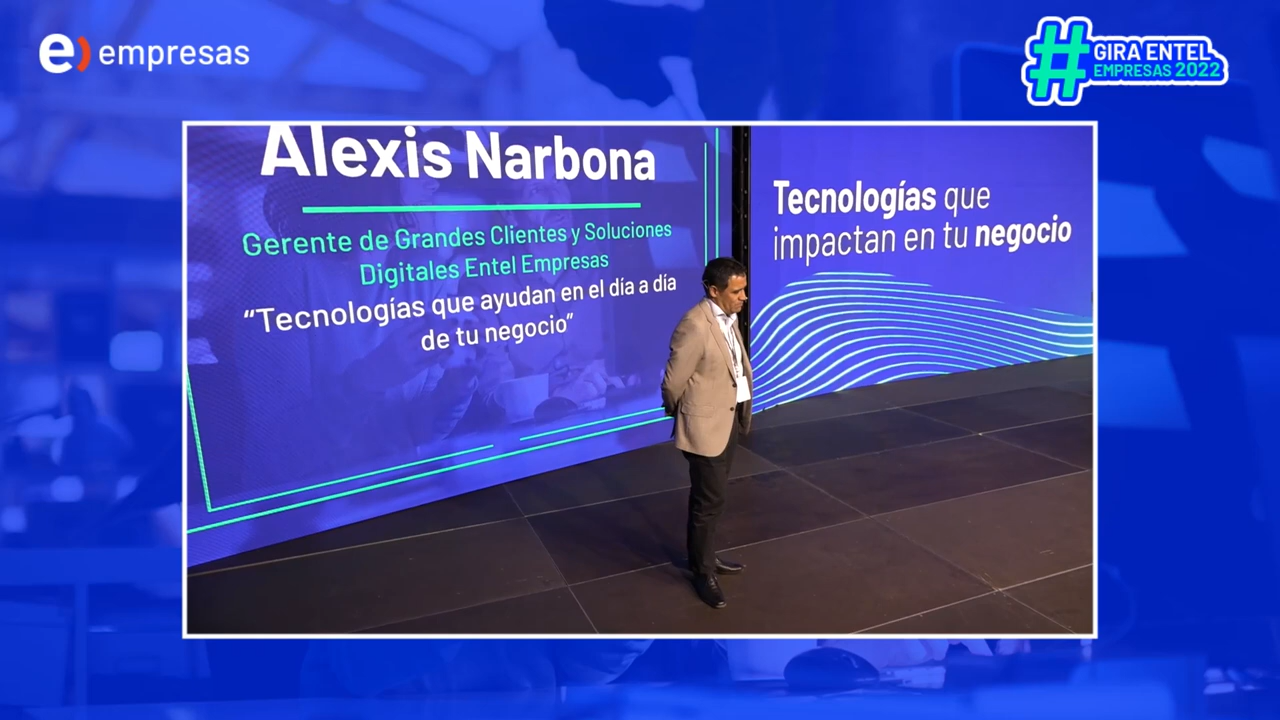 e) empresas
#GIRA ENTEL
EMPRESAS 2022
Alexis Narbona
Gerente de Grandes Clientes y Soluciones
Digitales Entel Empresas
“Tecnologías que ayudan en el día a día
de tu negocio”
Tecnologías que
impactan en tu negocio